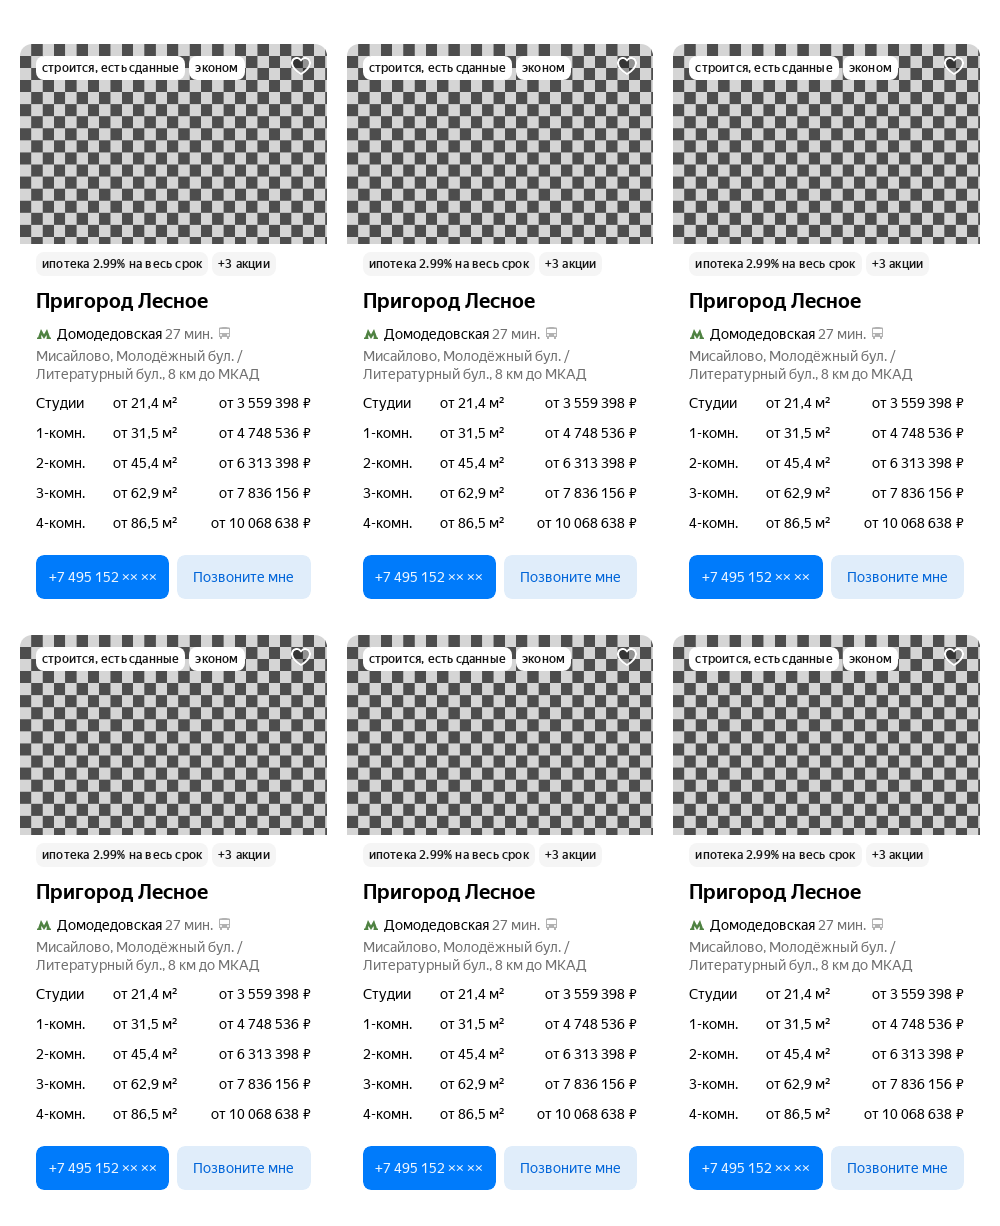 строится, есть сданные эконом
ипотека 2.99% на весь срок +3 акции
Пригород Лесное
Домодедовская 27 мин.
Мисайлово, Молодёжный бул. /
Литературный бул., 8 км до МКАД
Студии от 21,4 м² от 3 559 398 ₽
1-комн. от 31,5 м² от 4 748 536 ₽
2-комн. от 45,4 м² от 6 313 398 ₽
3-комн. от 62,9 м² от 7 836 156 ₽
4-комн. от 86,5 м² от 10 068 638 ₽
+7 495 152 ×× ×× Позвоните мне
строится, есть сданные эконом
ипотека 2.99% на весь срок +3 акции
Пригород Лесное
Домодедовская 27 мин.
Мисайлово, Молодёжный бул. /
Литературный бул., 8 км до МКАД
Студии от 21,4 м² от 3 559 398 ₽
1-комн. от 31,5 м² от 4 748 536 ₽
2-комн. от 45,4 м² от 6 313 398 ₽
3-комн. от 62,9 м² от 7 836 156 ₽
4-комн. от 86,5 м² от 10 068 638 ₽
+7 495 152 ×× ×× Позвоните мне
строится, есть сданные эконом
ипотека 2.99% на весь срок +3 акции
Пригород Лесное
Домодедовская 27 мин.
Мисайлово, Молодёжный бул. /
Литературный бул., 8 км до МКАД
Студии от 21,4 м² от 3 559 398 ₽
1-комн. от 31,5 м² от 4 748 536 ₽
2-комн. от 45,4 м² от 6 313 398 ₽
3-комн. от 62,9 м² от 7 836 156 ₽
4-комн. от 86,5 м² от 10 068 638 ₽
+7 495 152 ×× ×× Позвоните мне
строится, есть сданные эконом
ипотека 2.99% на весь срок +3 акции
Пригород Лесное
Домодедовская 27 мин.
Мисайлово, Молодёжный бул. /
Литературный бул., 8 км до МКАД
Студии от 21,4 м² от 3 559 398 ₽
1-комн. от 31,5 м² от 4 748 536 ₽
2-комн. от 45,4 м² от 6 313 398 ₽
3-комн. от 62,9 м² от 7 836 156 ₽
4-комн. от 86,5 м² от 10 068 638 ₽
+7 495 152 ×× ×× Позвоните мне
строится, есть сданные эконом
ипотека 2.99% на весь срок +3 акции
Пригород Лесное
Домодедовская 27 мин.
Мисайлово, Молодёжный бул. /
Литературный бул., 8 км до МКАД
Студии от 21,4 м² от 3 559 398 ₽
1-комн. от 31,5 м² от 4 748 536 ₽
2-комн. от 45,4 м² от 6 313 398 ₽
3-комн. от 62,9 м² от 7 836 156 ₽
4-комн. от 86,5 м² от 10 068 638 ₽
+7 495 152 ×× ×× Позвоните мне
строится, есть сданные эконом
ипотека 2.99% на весь срок +3 акции
Пригород Лесное
Домодедовская 27 мин.
Мисайлово, Молодёжный бул. /
Литературный бул., 8 км до МКАД
Студии от 21,4 м² от 3 559 398 ₽
1-комн. от 31,5 м² от 4 748 536 ₽
2-комн. от 45,4 м² от 6 313 398 ₽
3-комн. от 62,9 м² от 7 836 156 ₽
4-комн. от 86,5 м² от 10 068 638 ₽
+7 495 152 ×× ×× Позвоните мне